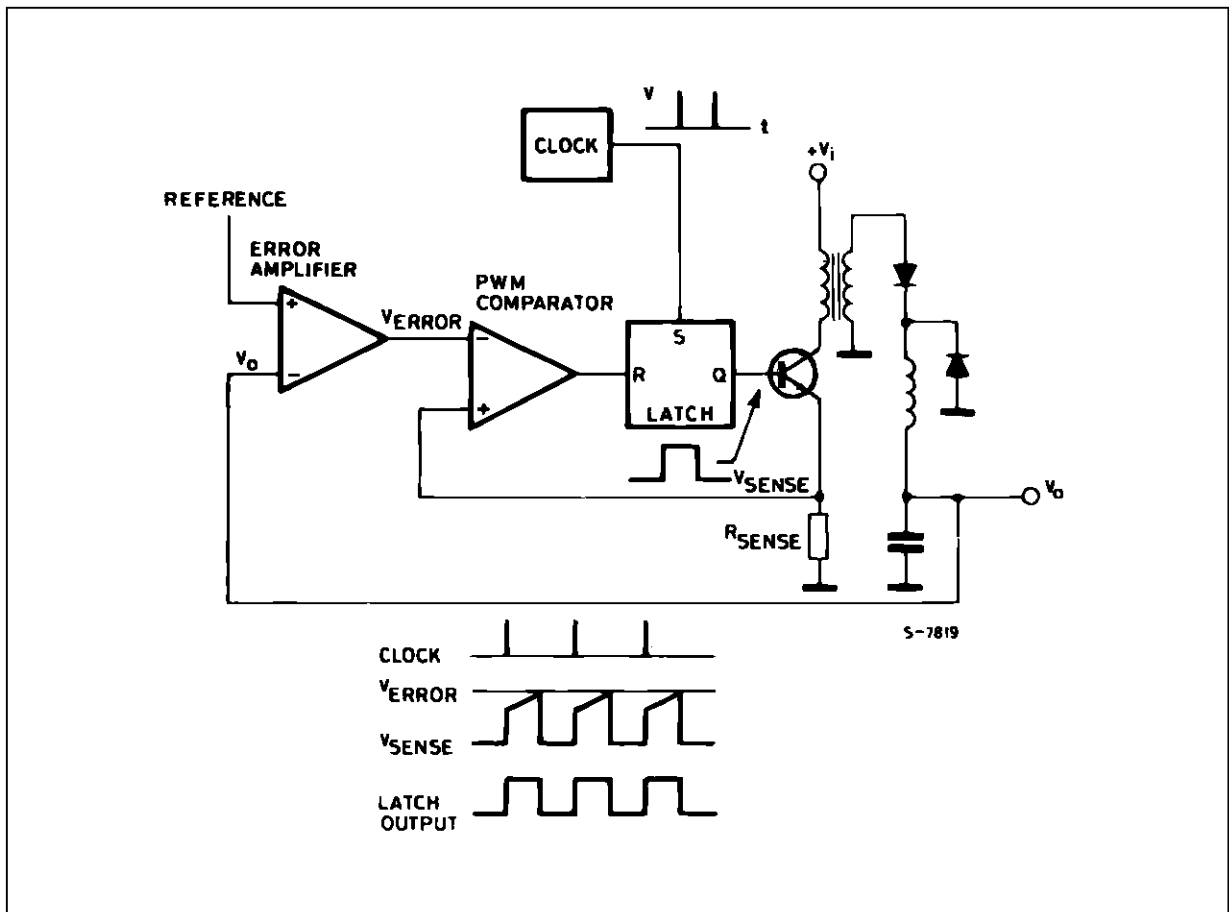 V
t
CLOCK
+Vi
REFERENCE
ERROR
AMPLIFIER
PWM
COMPARATOR
+
VERROR
-
S
Vo
-
R
Q
+
LATCH
VSENSE
Vo
RSENSE
S-7819
CLOCK
VERROR
VSENSE
LATCH
OUTPUT